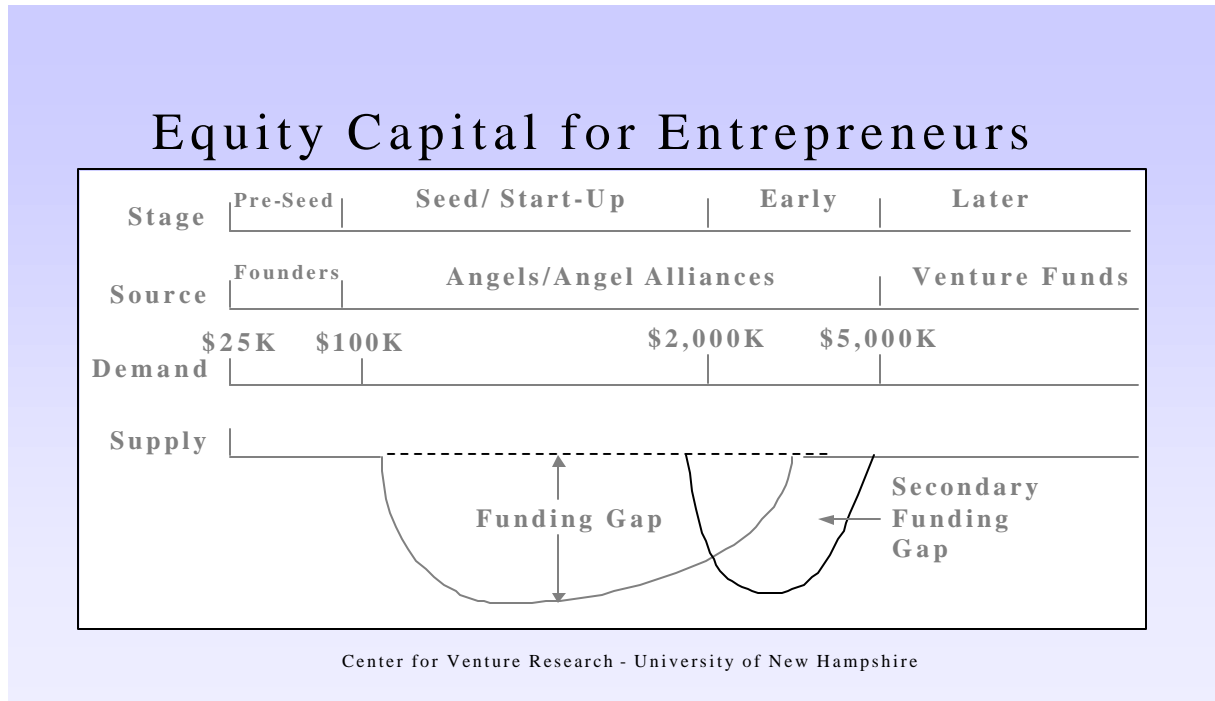 Equity Capital for Entrepreneurs
Stage
Pre-Seed
Seed/ Start-Up
Early
Later
Source
Founders
Angels/Angel Alliances
Venture Funds
Demand
$25K
$100K
$2,000K
$5,000K
Supply
Funding Gap
Secondary
Funding
Gap
Center for Venture Research - University of New Hampshire